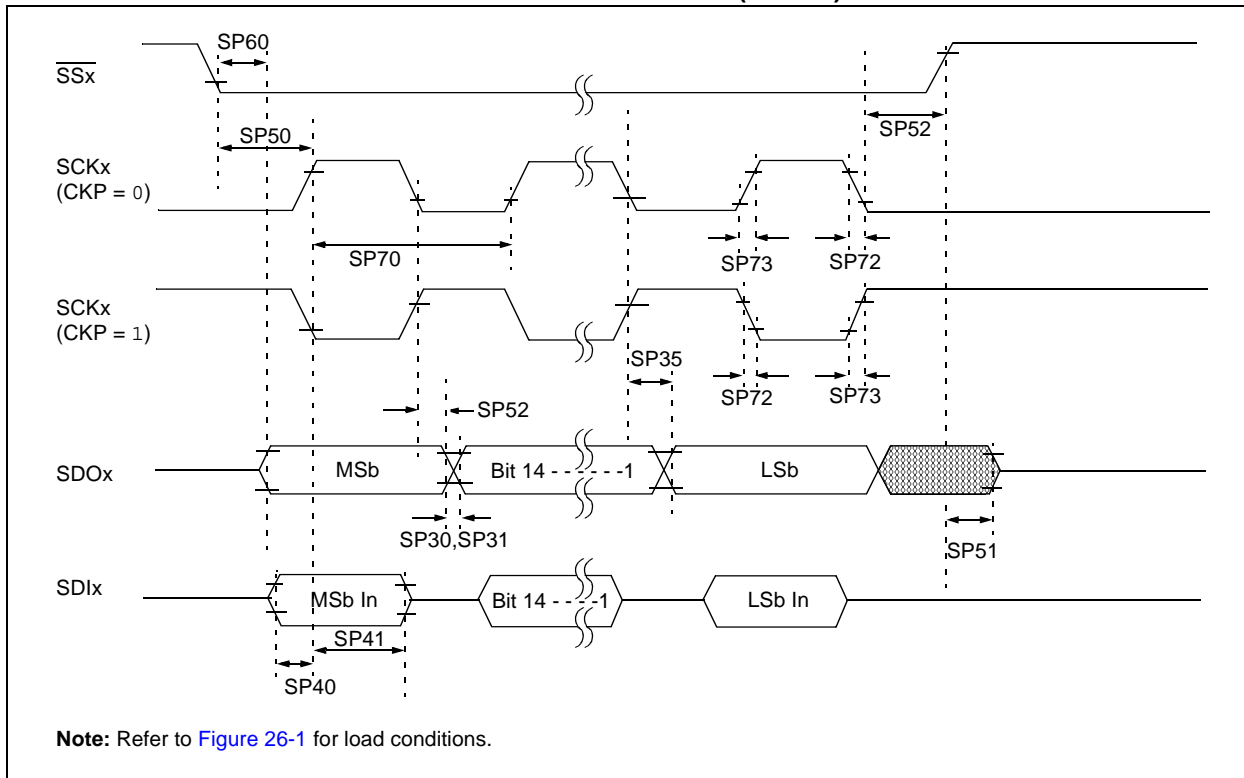 SP60
SSx
SP50
SP52
SCKx
(CKP = 0)
SP70
SP73
SP72
SCKx
(CKP = 1)
SP35
SP72
SP73
SP52
SDOx
MSb
Bit 14 - - - - - -1
LSb
SP30,SP31
SP51
SDIx
MSb In
Bit 14 - - - -1
LSb In
SP41
SP40
Note: Refer to Figure 26-1 for load conditions.